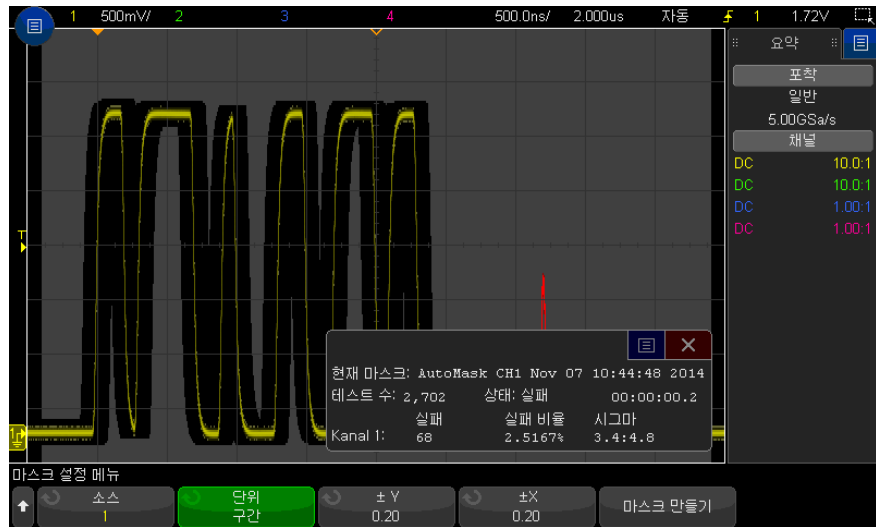 1 500mV/ 2 3 4 500.0ns/ 2.000us 자동 1 1.72V
요약
포착
일반
5.00GSa/s
채널
DC 10.0:1
DC 10.0:1
DC 1.00:1
DC 1.00:1
T
1
현재 마스크: AutoMask CH1 Nov 07 10:44:48 2014
테스트 수: 2,702 상태: 실패 00:00:00.2
실패 실패 비율 시그마
Kanal 1: 68 2.5167% 3.4:4.8
마스크 설정 메뉴
소스 단위 ± Y ±X 마스크 만들기
1 구간 0.20 0.20